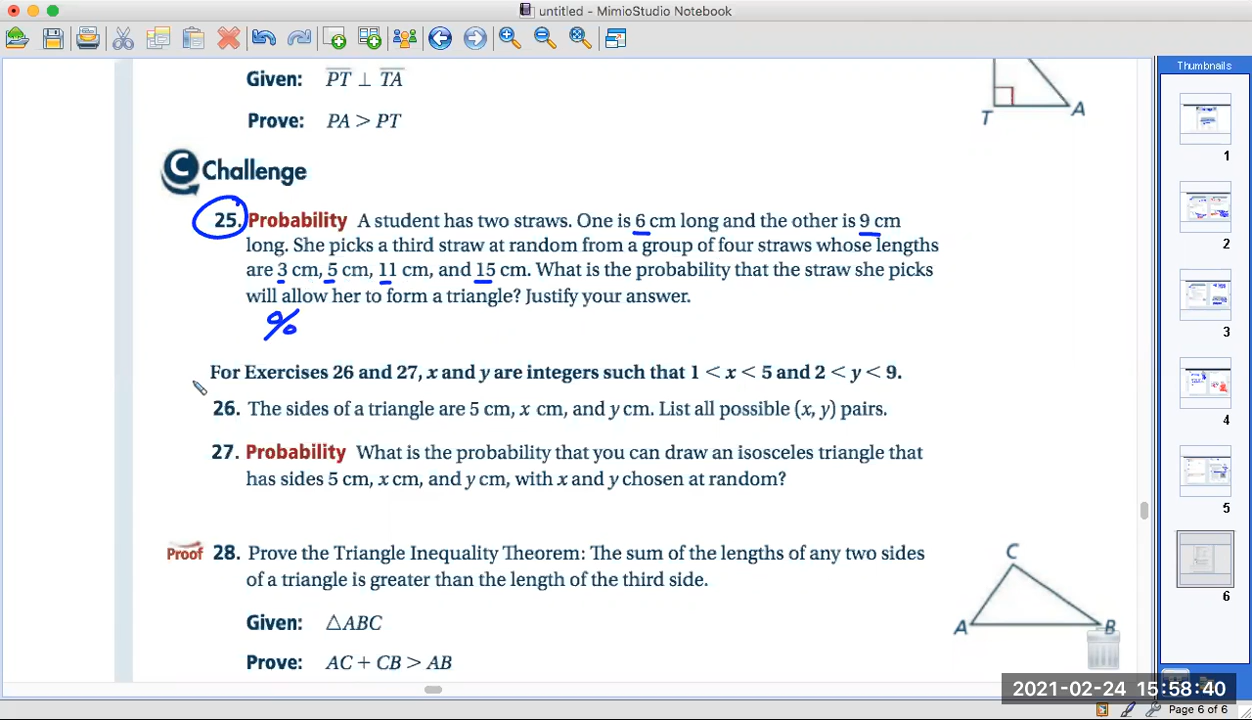 untitled - MimioStudio Notebook
Thumbnails
Given: PT ⊥ TA
Prove: PA > PT
T A
C Challenge
25. Probability A student has two straws. One is 6 cm long and the other is 9 cm
long. She picks a third straw at random from a group of four straws whose lengths
are 3 cm, 5 cm, 11 cm, and 15 cm. What is the probability that the straw she picks
will allow her to form a triangle? Justify your answer.
%
For Exercises 26 and 27, x and y are integers such that 1 < x < 5 and 2 < y < 9.
26. The sides of a triangle are 5 cm, x cm, and y cm. List all possible (x, y) pairs.
27. Probability What is the probability that you can draw an isosceles triangle that
has sides 5 cm, x cm, and y cm, with x and y chosen at random?
Proof 28. Prove the Triangle Inequality Theorem: The sum of the lengths of any two sides
of a triangle is greater than the length of the third side.
Given: △ABC
Prove: AC + CB > AB
C
A B
1
2
3
4
5
6
2021-02-24 15:58:40
Page 6 of 6